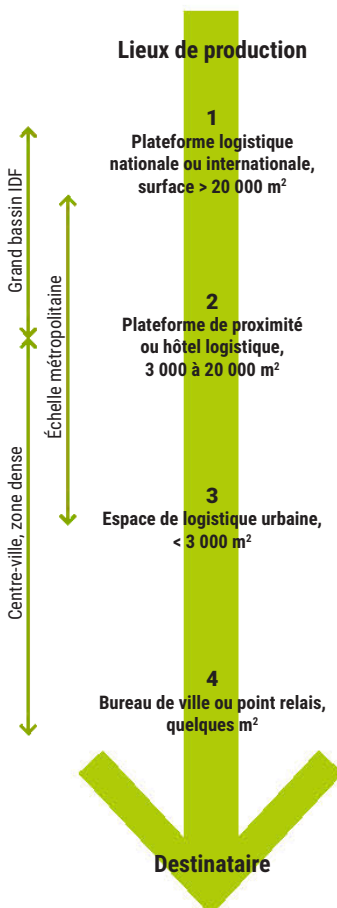 Lieux de production
1
Plateforme logistique
nationale ou internationale,
surface > 20 000 m²
Grand bassin IDF
Échelle métropolitaine
2
Plateforme de proximité
ou hôtel logistique,
3 000 à 20 000 m²
Centre-ville, zone dense
3
Espace de logistique urbaine,
< 3 000 m²
4
Bureau de ville ou point relais,
quelques m²
Destinataire